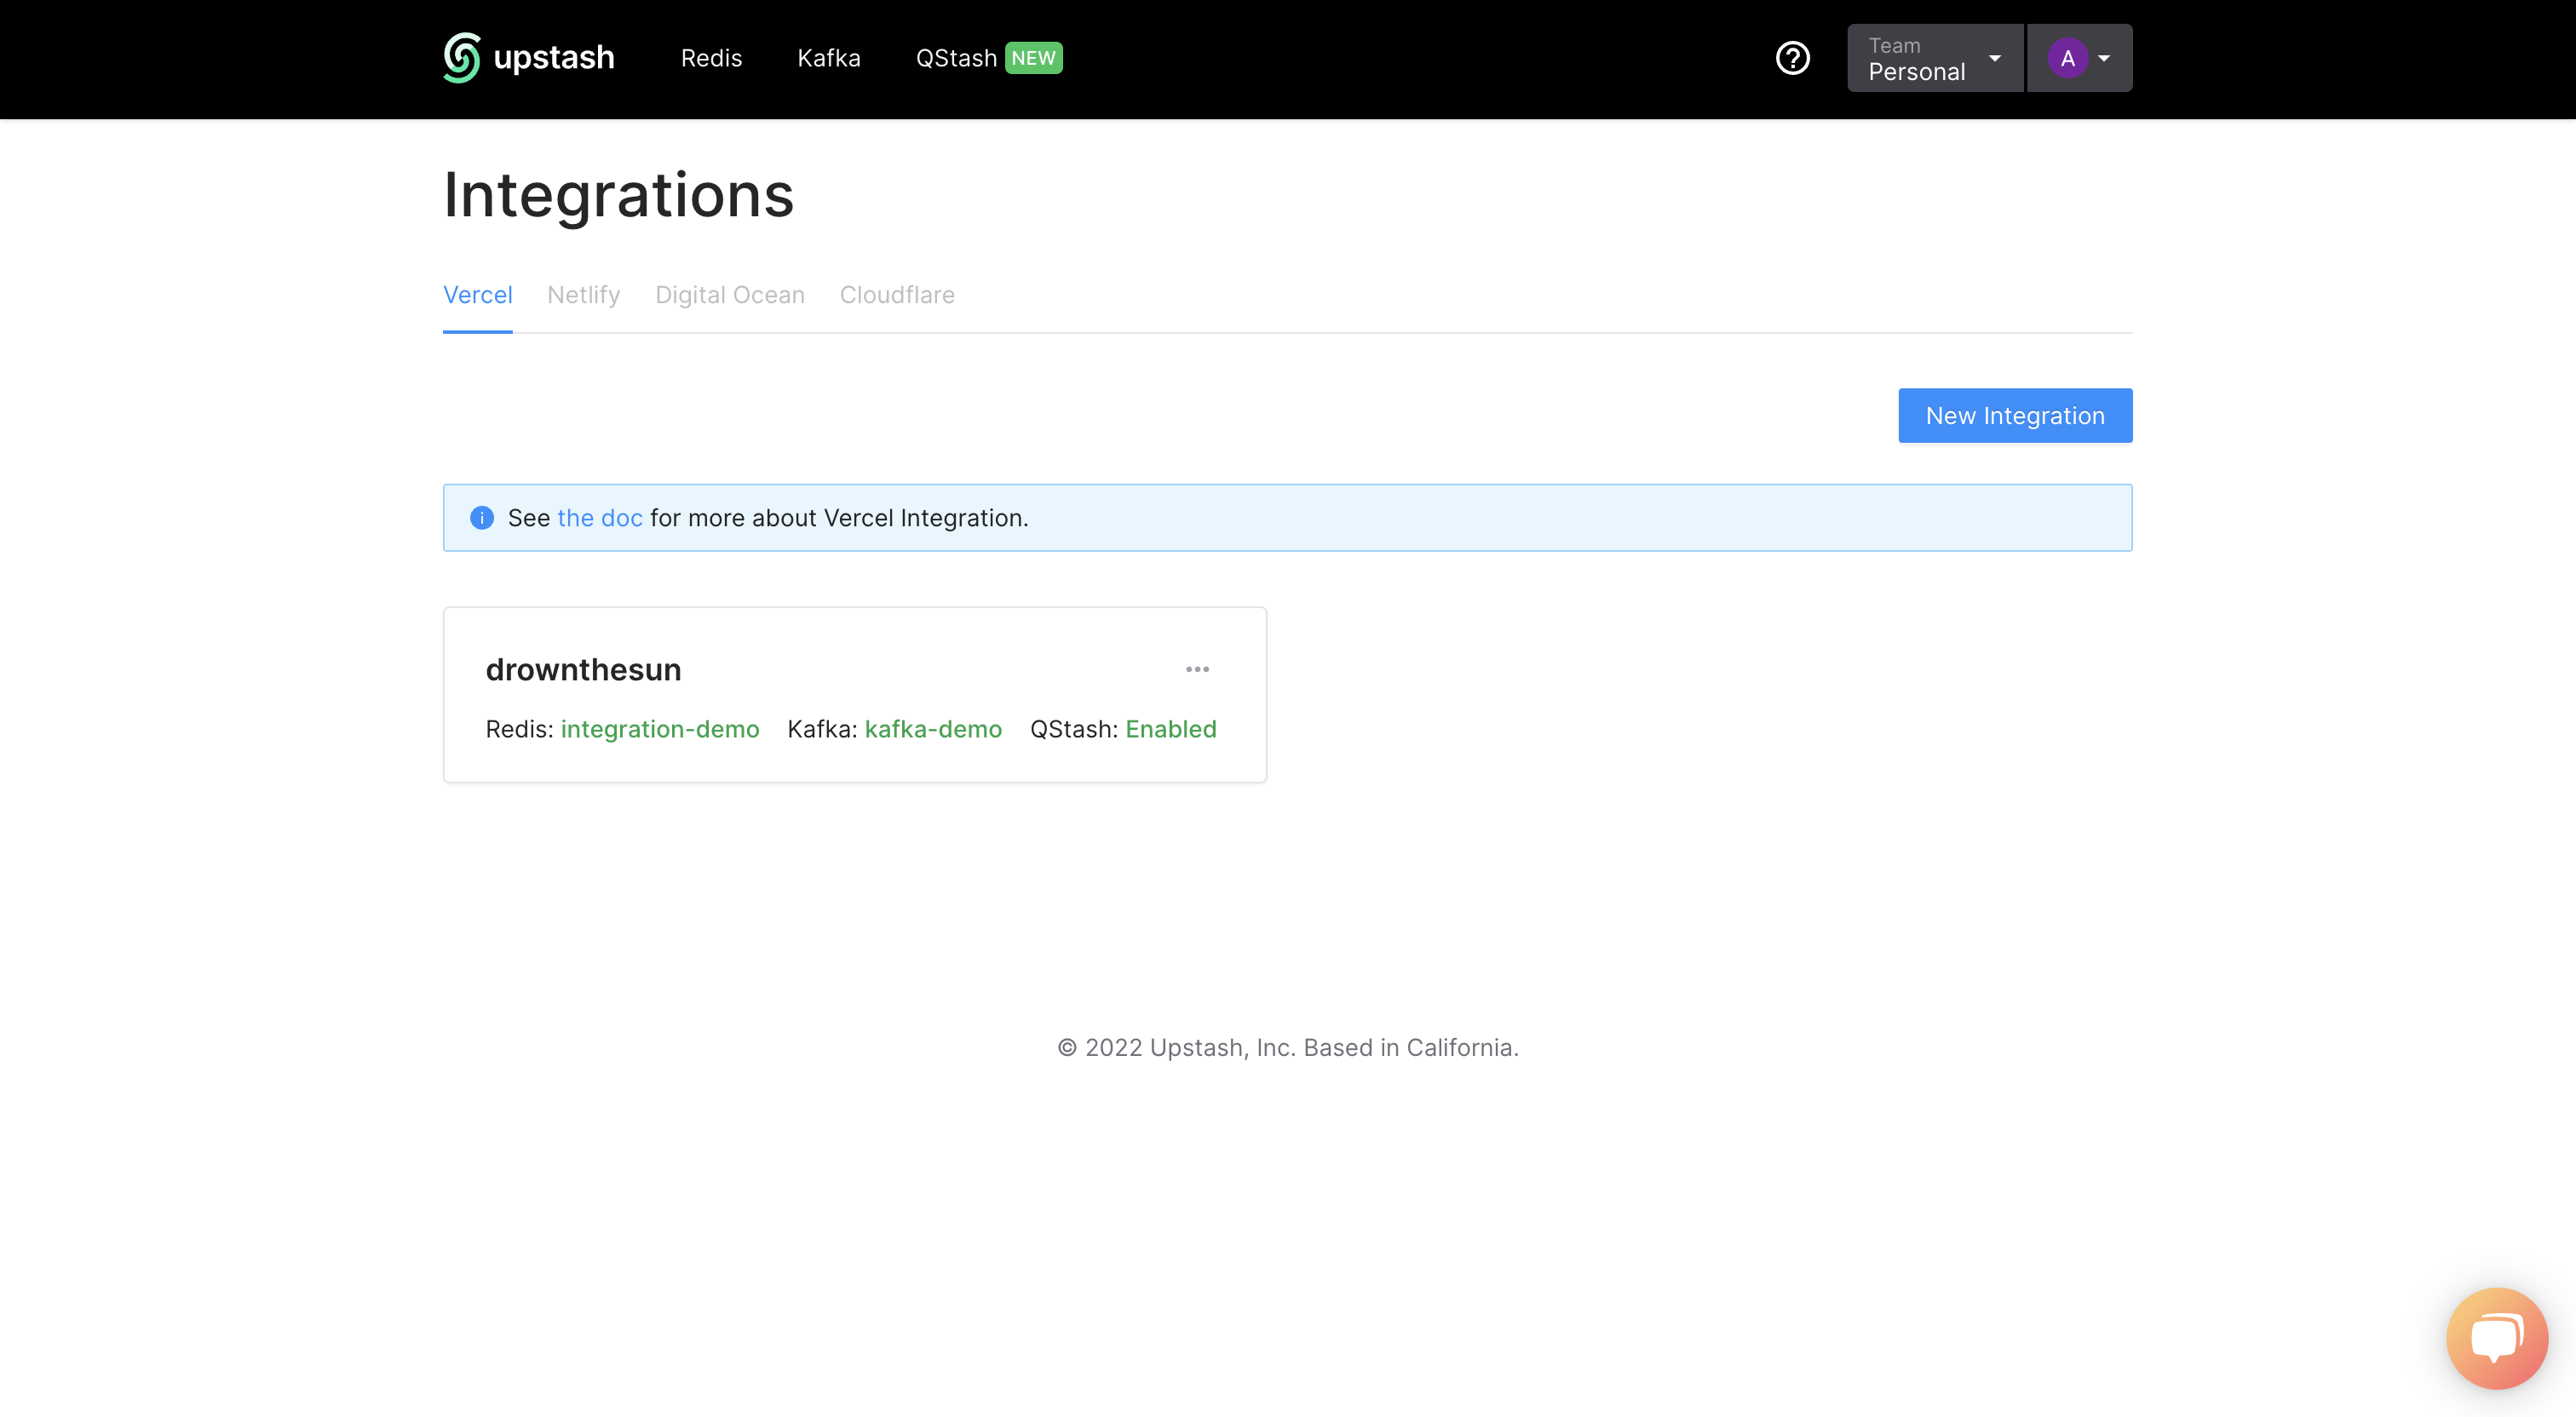 upstash Redis Kafka QStash NEW
Team
Personal
A
Integrations
Vercel Netlify Digital Ocean Cloudflare
New Integration
See the doc for more about Vercel Integration.
drownthesun
Redis: integration-demo Kafka: kafka-demo QStash: Enabled
© 2022 Upstash, Inc. Based in California.